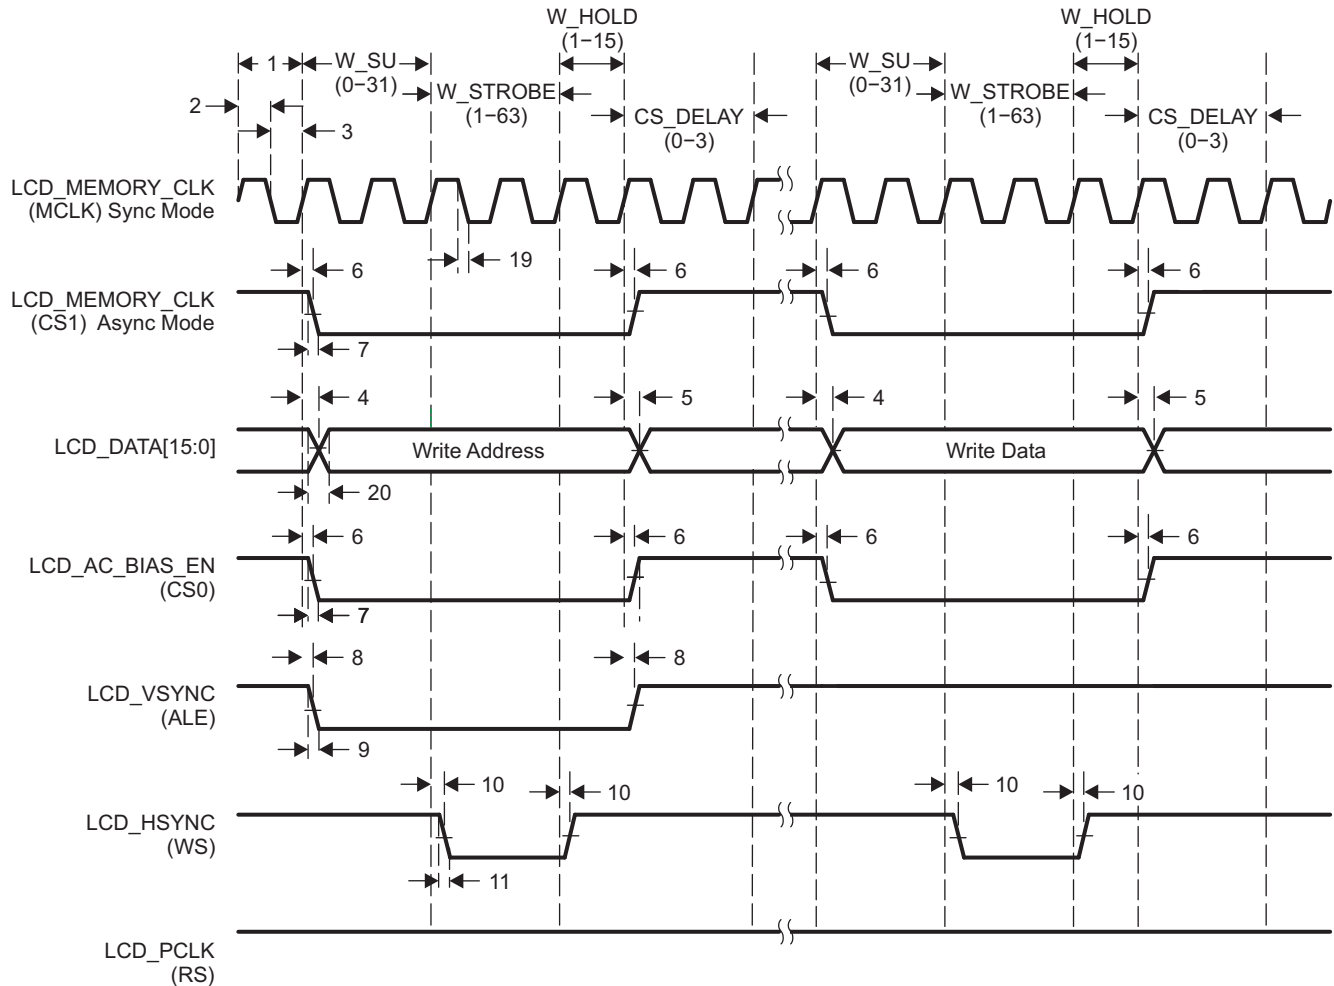 W_HOLD
(1−15)
W_HOLD
(1−15)
1
W_SU
(0−31)
W_SU
(0−31)
2
W_STROBE
(1−63)
W_STROBE
(1−63)
3
CS_DELAY
(0−3)
CS_DELAY
(0−3)
LCD_MEMORY_CLK
(MCLK) Sync Mode
19
6
6
6
6
LCD_MEMORY_CLK
(CS1) Async Mode
7
4
5
4
5
LCD_DATA[15:0]
Write Address
Write Data
20
6
6
6
6
LCD_AC_BIAS_EN
(CS0)
7
8
8
LCD_VSYNC
(ALE)
9
10
10
10
10
LCD_HSYNC
(WS)
11
LCD_PCLK
(RS)